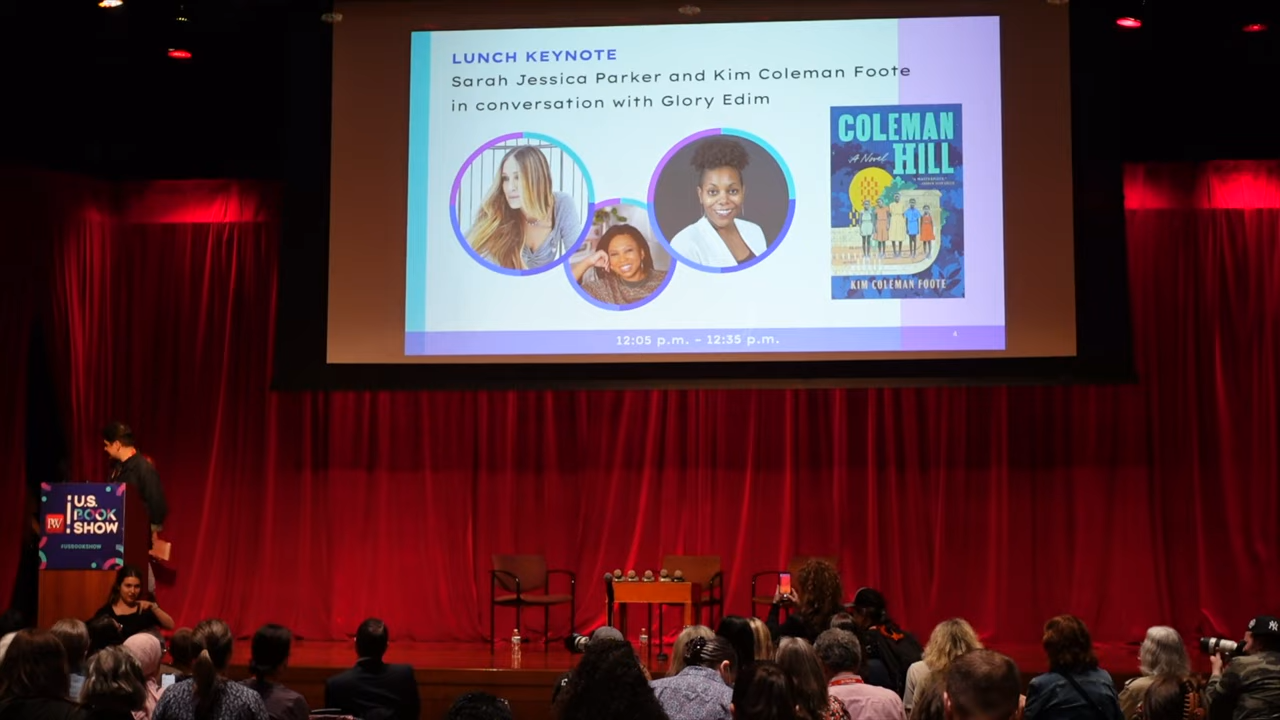 LUNCH KEYNOTE
Sarah Jessica Parker and Kim Coleman Foote
in conversation with Glory Edim
COLEMAN
A Novel
HILL
KIM COLEMAN FOOTE
12:05 p.m. – 12:35 p.m.
PW
U.S.
BOOK
SHOW
#USBOOKSHOW